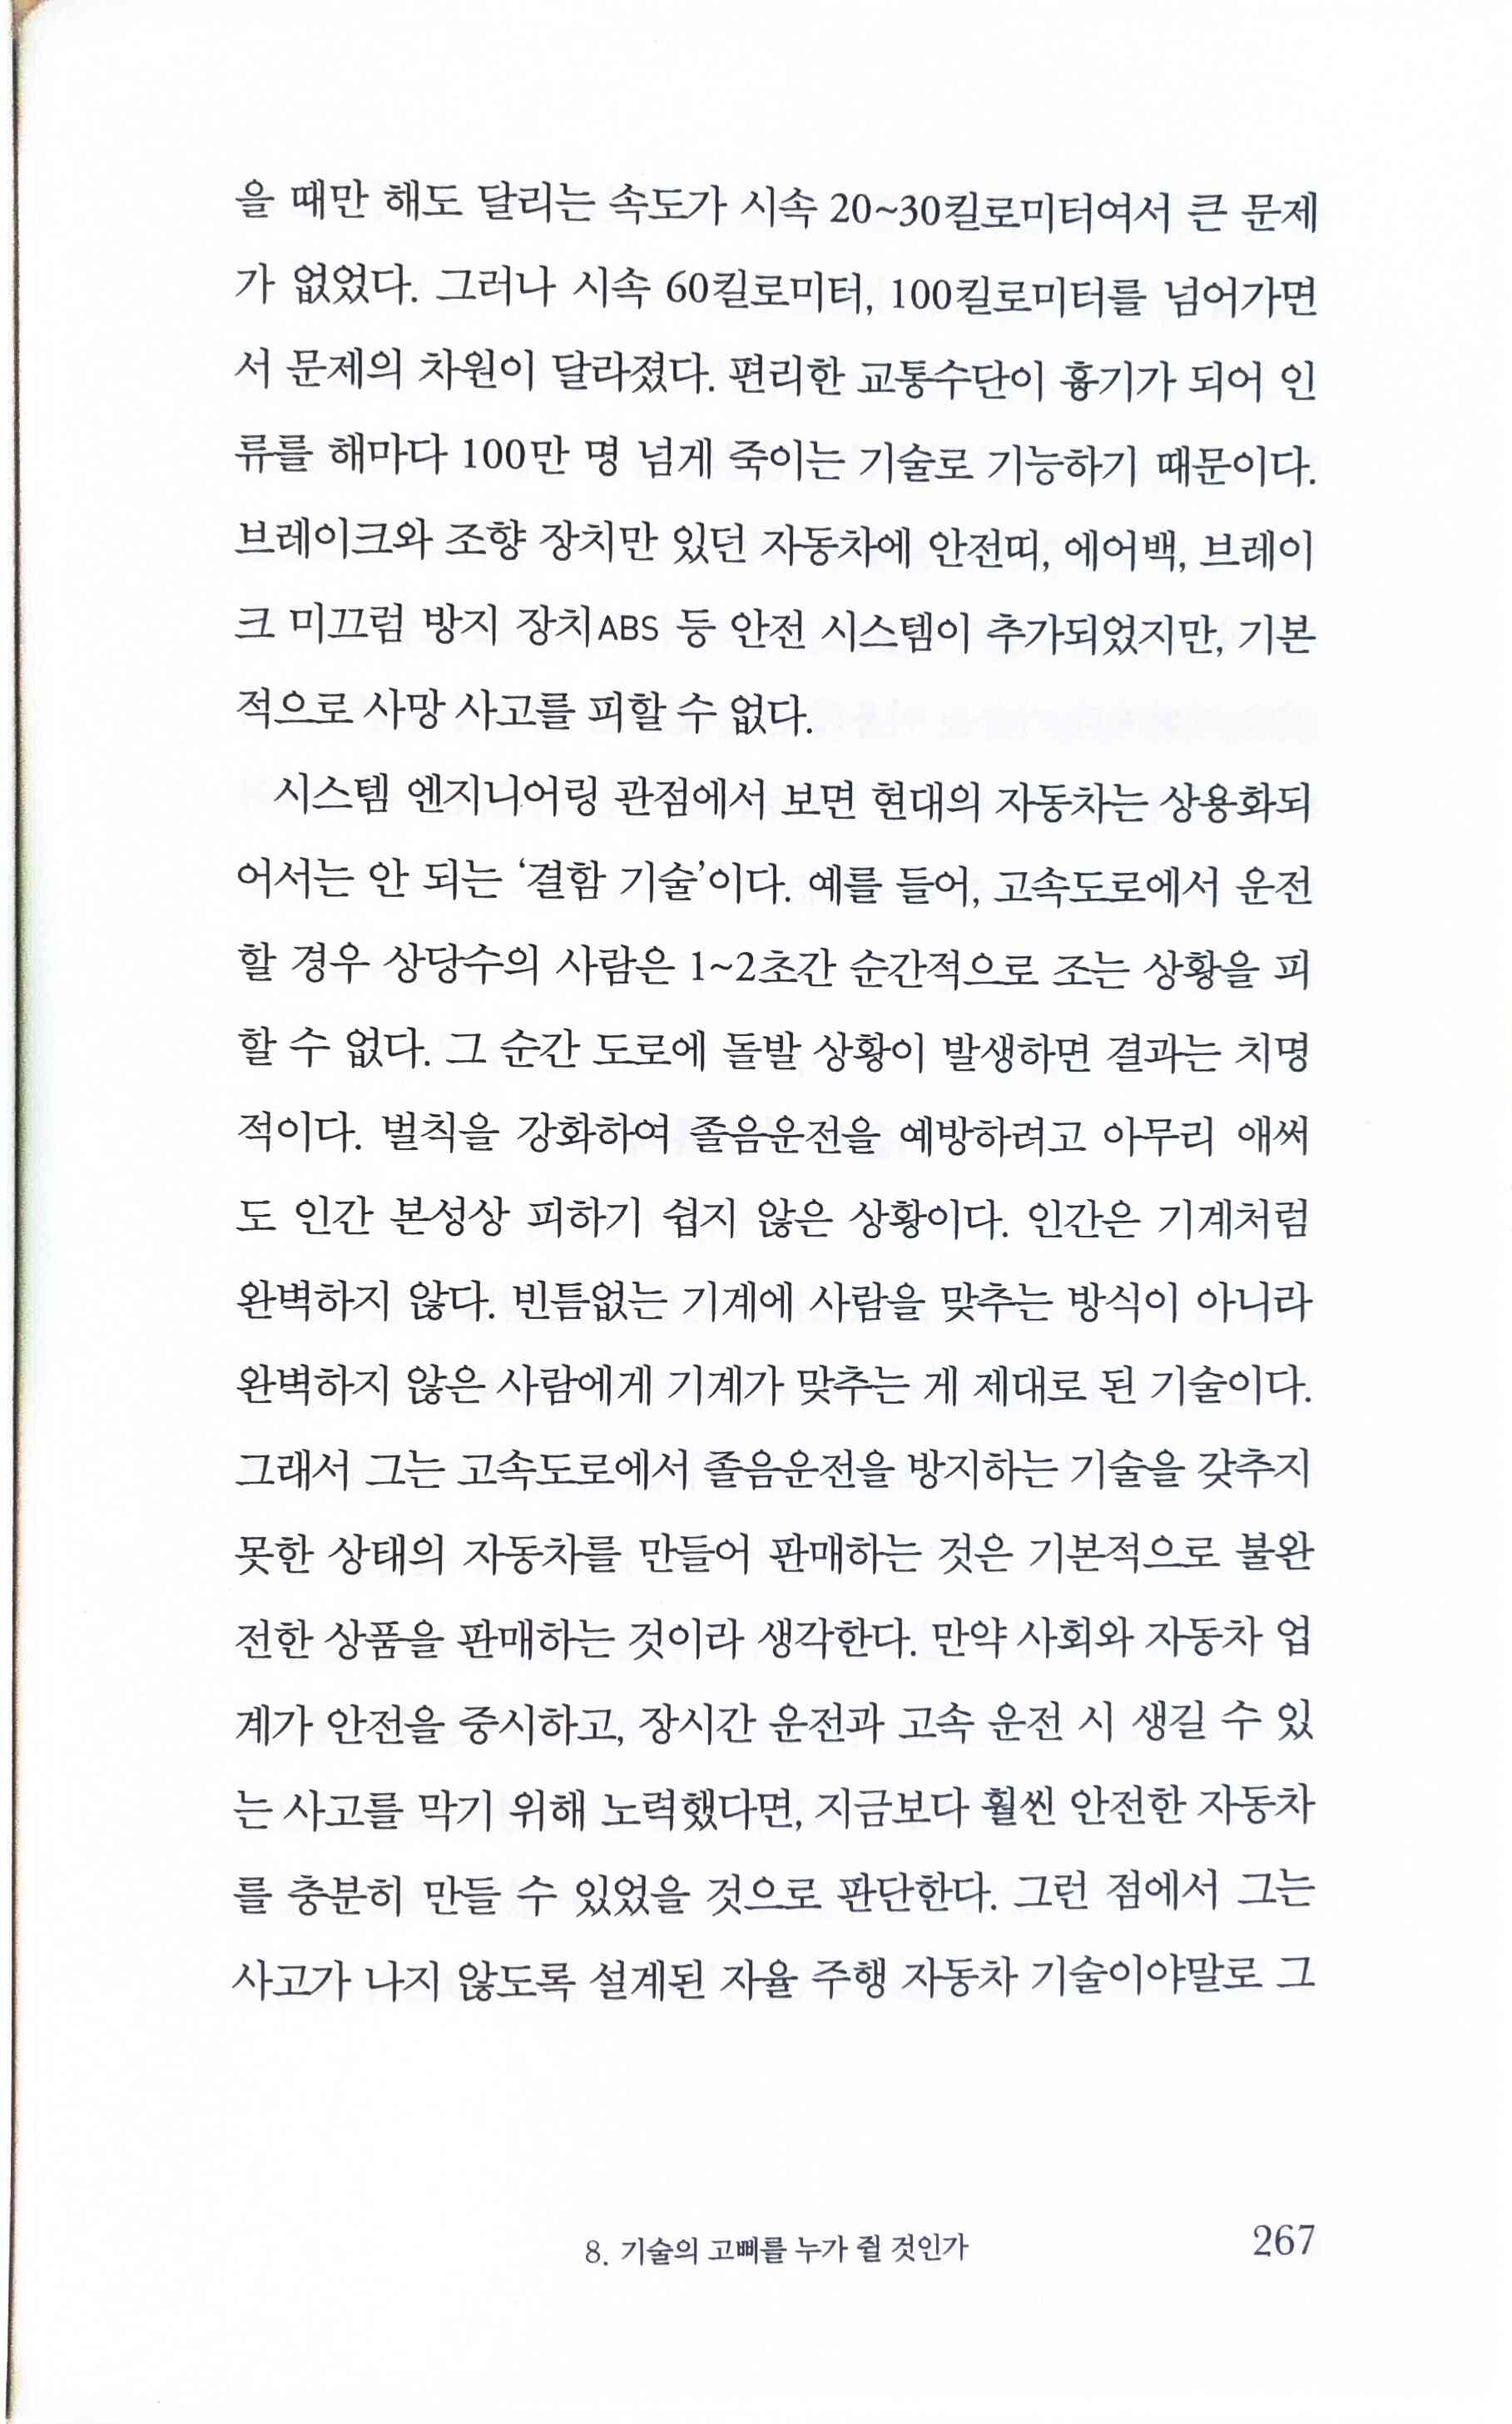 을 때만 해도 달리는 속도가 시속 20~30킬로미터여서 큰 문제
가 없었다. 그러나 시속 60킬로미터, 100킬로미터를 넘어가면
서 문제의 차원이 달라졌다. 편리한 교통수단이 흉기가 되어 인
류를 해마다 100만 명 넘게 죽이는 기술로 기능하기 때문이다.
브레이크와 조향 장치만 있던 자동차에 안전띠, 에어백, 브레이
크 미끄럼 방지 장치ABS 등 안전 시스템이 추가되었지만, 기본
적으로 사망 사고를 피할 수 없다.
시스템 엔지니어링 관점에서 보면 현대의 자동차는 상용화되
어서는 안 되는 ‘결함 기술’이다. 예를 들어, 고속도로에서 운전
할 경우 상당수의 사람은 1~2초간 순간적으로 조는 상황을 피
할 수 없다. 그 순간 도로에 돌발 상황이 발생하면 결과는 치명
적이다. 벌칙을 강화하여 졸음운전을 예방하려고 아무리 애써
도 인간 본성상 피하기 쉽지 않은 상황이다. 인간은 기계처럼
완벽하지 않다. 빈틈없는 기계에 사람을 맞추는 방식이 아니라
완벽하지 않은 사람에게 기계가 맞추는 게 제대로 된 기술이다.
그래서 그는 고속도로에서 졸음운전을 방지하는 기술을 갖추지
못한 상태의 자동차를 만들어 판매하는 것은 기본적으로 불완
전한 상품을 판매하는 것이라 생각한다. 만약 사회와 자동차 업
계가 안전을 중시하고, 장시간 운전과 고속 운전 시 생길 수 있
는 사고를 막기 위해 노력했다면, 지금보다 훨씬 안전한 자동차
를 충분히 만들 수 있었을 것으로 판단한다. 그런 점에서 그는
사고가 나지 않도록 설계된 자율 주행 자동차 기술이야말로 그
8. 기술의 고삐를 누가 쥘 것인가 267